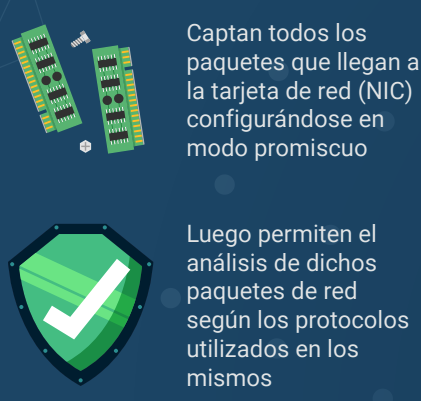 Captan todos los
paquetes que llegan a
la tarjeta de red (NIC)
configurándose en
modo promiscuo
Luego permiten el
análisis de dichos
paquetes de red
según los protocolos
utilizados en los
mismos